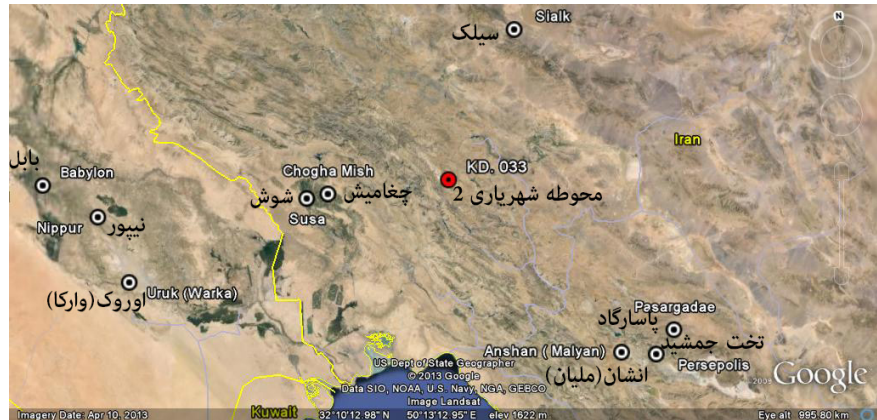 N
سیلک
Sialk
Iran
بابل
Babylon
Chogha Mish
چغامیش
شوش
Susa
KD. 033
محوطه شهریاری 2
Nippur
نیپور
Uruk (Warka)
اوروک(وارکا)
Pasargadae
پاسارگاد
تخت جمشید
Anshan ( Malyan)
انشان(ملیان)
Persepolis
US Dept of State Geographer
© 2013 Google
Data SIO, NOAA, U.S. Navy, NGA, GEBCO
Image Landsat
©2009 Google
Kuwait
Imagery Date: Apr 10, 2013 32°10'12.98" N 50°13'12.95" E elev 1622 m Eye alt 995.80 km